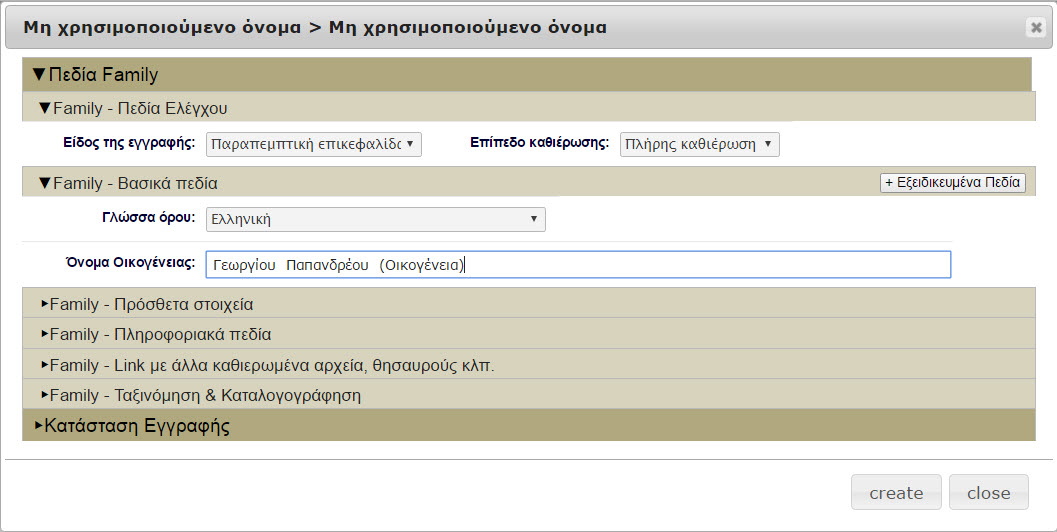 Μη χρησιμοποιούμενο όνομα > Μη χρησιμοποιούμενο όνομα
▼Πεδία Family
▼Family - Πεδία Ελέγχου
Είδος της εγγραφής: Παραπεμπτική επικεφαλίδα Επίπεδο καθιέρωσης: Πλήρης καθιέρωση
▼Family - Βασικά πεδία + Εξειδικευμένα Πεδία
Γλώσσα όρου: Ελληνική
Όνομα Οικογένειας: Γεωργίου Παπανδρέου (Οικογένεια)
▸Family - Πρόσθετα στοιχεία
▸Family - Πληροφοριακά πεδία
▸Family - Link με άλλα καθιερωμένα αρχεία, θησαυρούς κλπ.
▸Family - Ταξινόμηση & Καταλογογράφηση
▸Κατάσταση Εγγραφής
create close